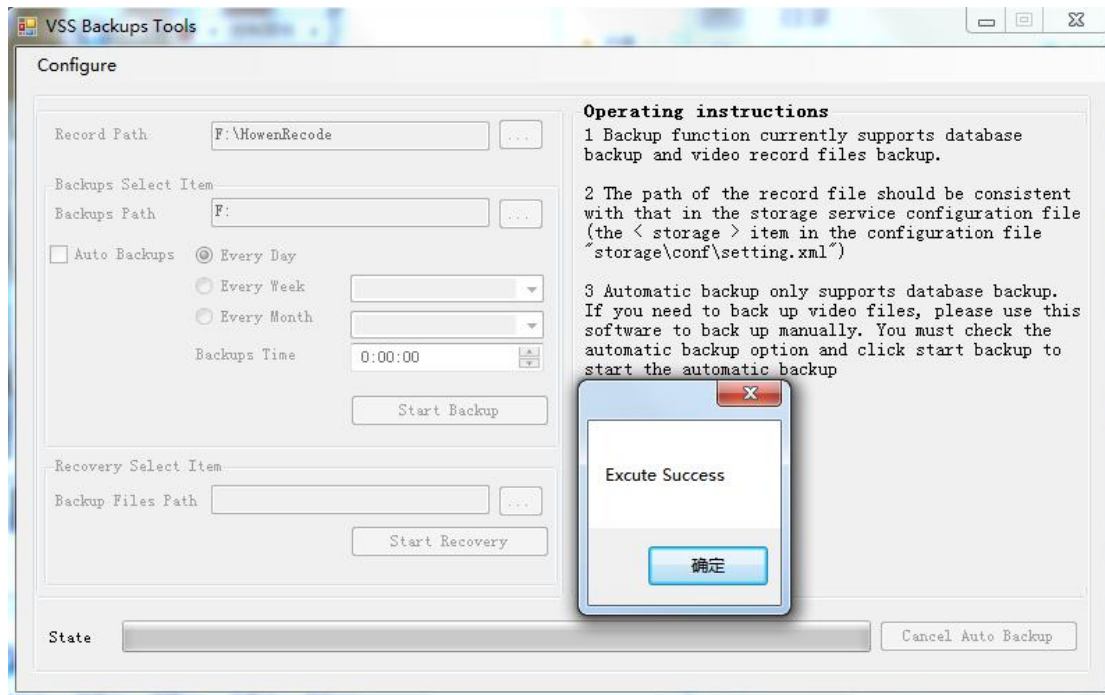 VSS Backups Tools
Configure
Record Path
F:\HowenRecode
...
Backups Select Item
Backups Path
F:
...
Auto Backups
Every Day
Every Week
Every Month
Backups Time
0:00:00
Start Backup
Recovery Select Item
Backup Files Path
...
Start Recovery
Operating instructions
1 Backup function currently supports database
backup and video record files backup.
2 The path of the record file should be consistent
with that in the storage service configuration file
(the < storage > item in the configuration file
"storage\conf\setting.xml")
3 Automatic backup only supports database backup.
If you need to back up video files, please use this
software to back up manually. You must check the
automatic backup option and click start backup to
start the automatic backup
Excute Success
确定
State
Cancel Auto Backup